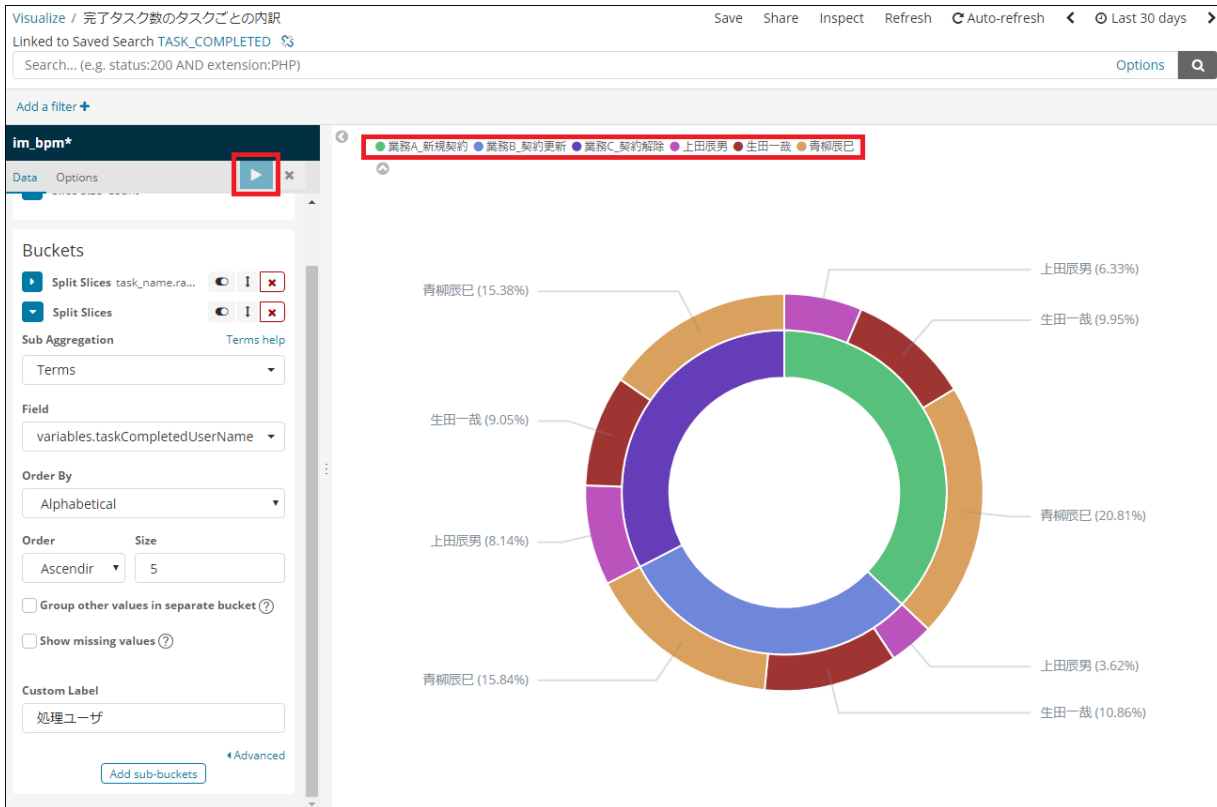 Visualize / 完了タスク数のタスクごとの内訳
Save Share Inspect Refresh Auto-refresh Last 30 days
Linked to Saved Search TASK_COMPLETED
Search... (e.g. status:200 AND extension:PHP)
Options
Add a filter
im_bpm*
Data Options
業務A_新規契約 業務B_契約更新 業務C_契約解除 上田辰男 生田一哉 青柳辰巳
Buckets
Split Slices task_name.ra...
Split Slices
Sub Aggregation Terms help
Terms
Field
variables.taskCompletedUserName
Order By
Alphabetical
Order Size
Ascendir 5
Group other values in separate bucket ?
Show missing values ?
Custom Label
処理ユーザ
Advanced
Add sub-buckets
上田辰男 (6.33%)
青柳辰巳 (15.38%)
生田一哉 (9.95%)
生田一哉 (9.05%)
青柳辰巳 (20.81%)
上田辰男 (8.14%)
上田辰男 (3.62%)
青柳辰巳 (15.84%)
生田一哉 (10.86%)